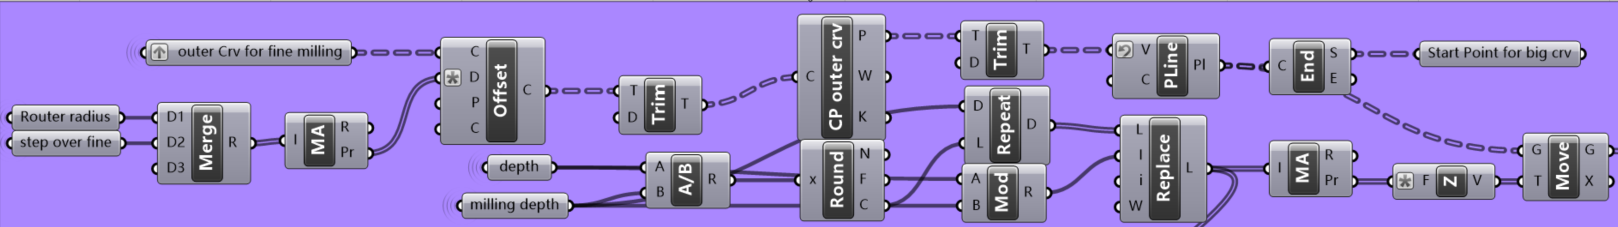 outer Crv for fine milling
C
D
P
C
Offset
C
Router radius
step over fine
D1
D2
D3
Merge
R
I
MA
R
Pr
T
D
Trim
T
depth
milling depth
A
B
A/B
R
C
CP outer crv
P
W
K
x
Round
N
F
C
T
D
Trim
T
D
L
Repeat
D
A
B
Mod
R
V
C
PLine
Pl
L
I
i
W
Replace
L
C
End
S
E
Start Point for big crv
I
MA
R
Pr
F
Z
V
G
T
Move
G
X